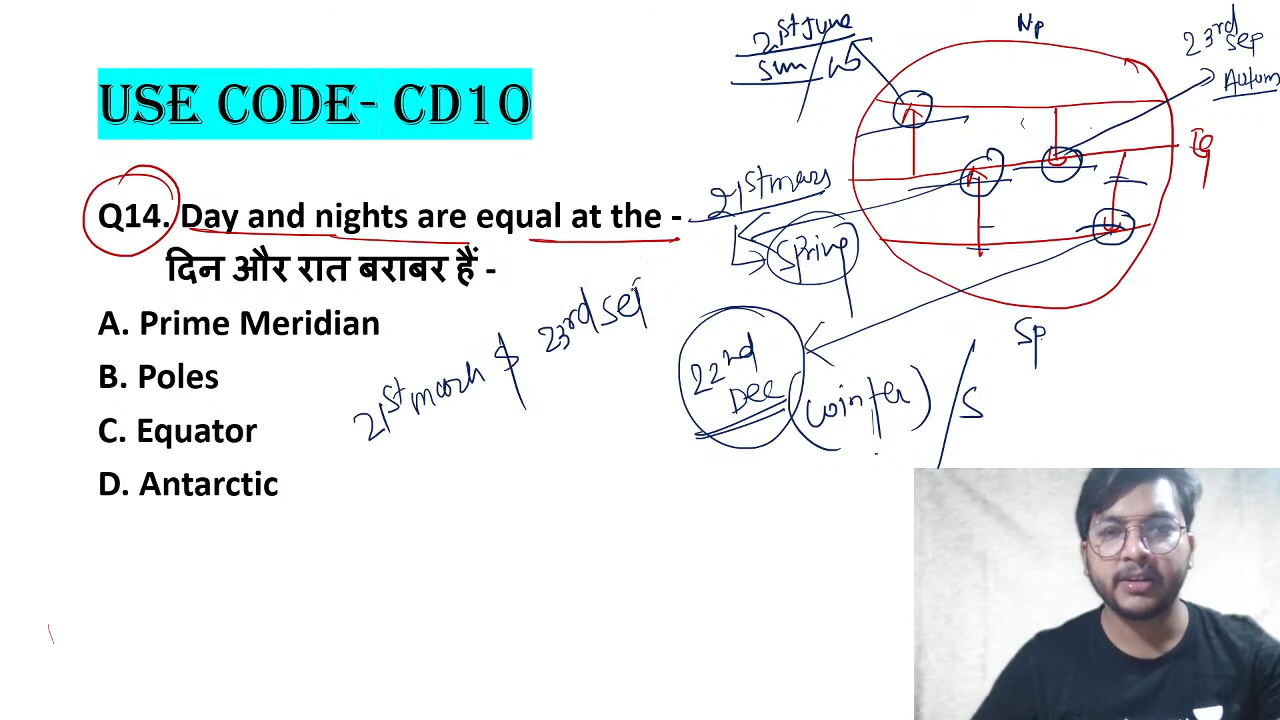 USE CODE- CD10
Q14. Day and nights are equal at the -
दिन और रात बराबर हैं -
A. Prime Meridian
B. Poles
C. Equator
D. Antarctic
21st march & 23rd sep
21st June
Sum / W
Np
23rd
Sep
Autum
Eq
21st mars
Spring
22nd
Dec
(winter) / S
Sp